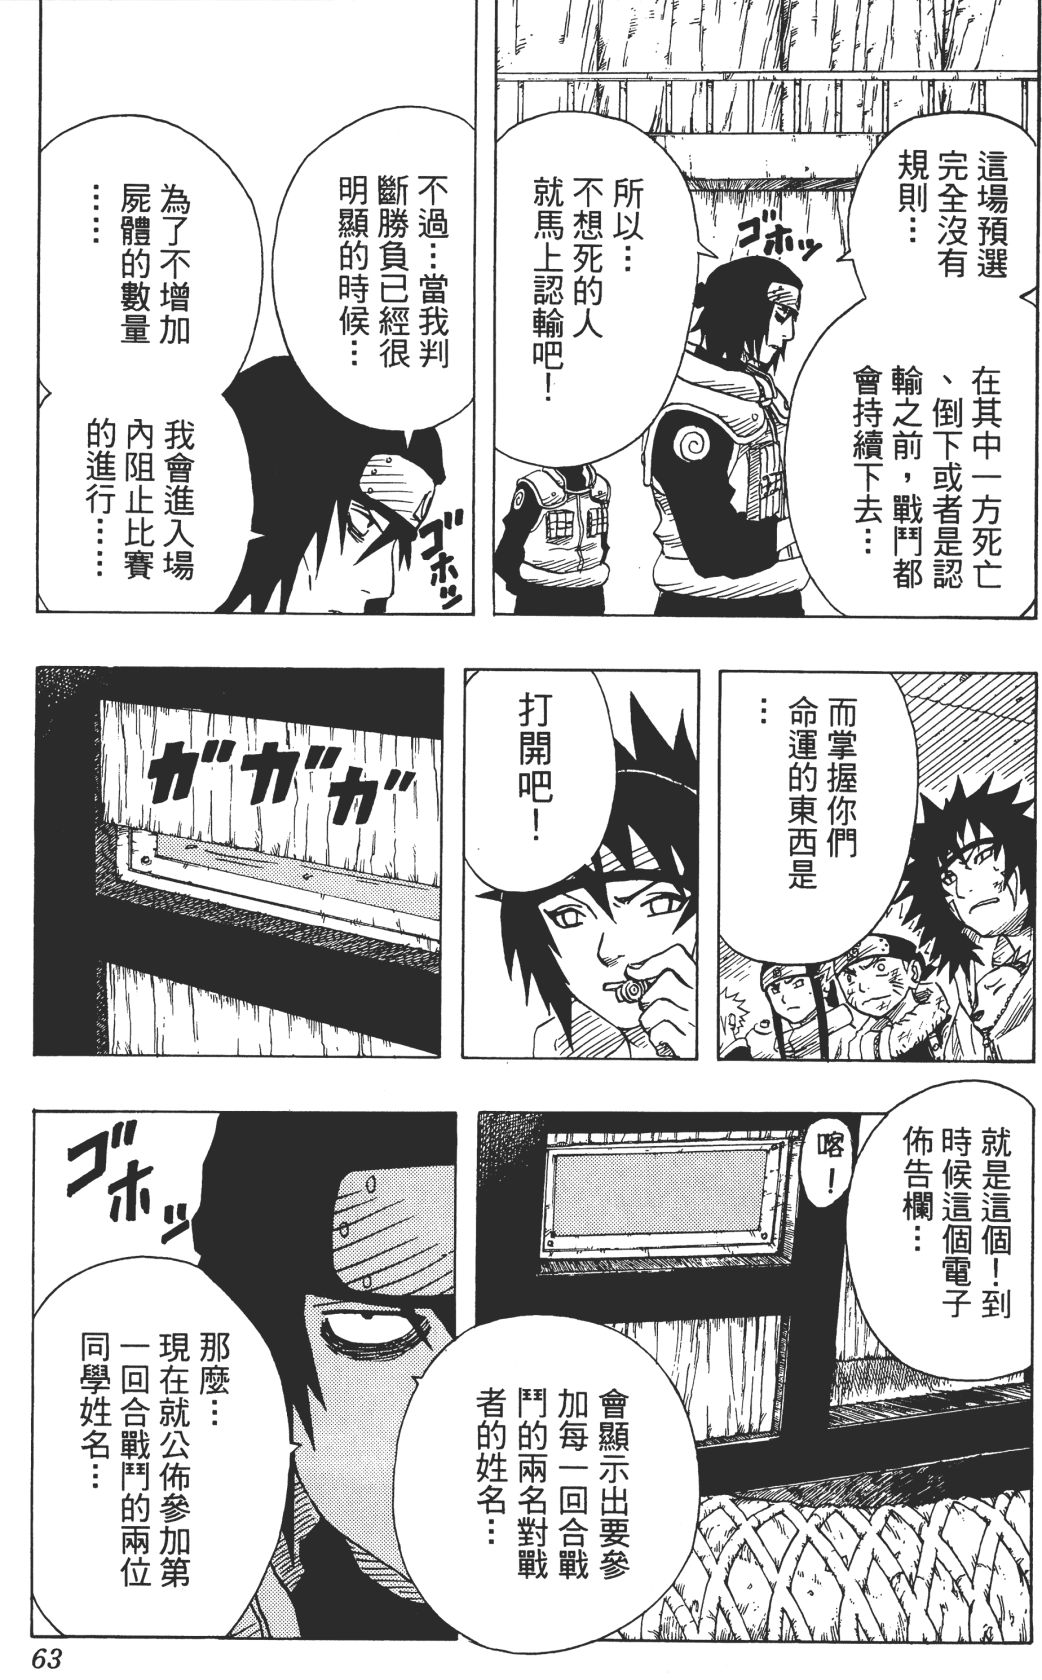 這場預選
完全沒有
規則…
在其中一方死亡
、倒下或者是認
輸之前，戰鬥都
會持續下去…
ゴホッ
所以…
不想死的人
就馬上認輸吧！
不過…當我判
斷勝負已經很
明顯的時候…
為了不增加
屍體的數量
……
我會進入場
內阻止比賽
的進行……
ゴホッ
而掌握你們
命運的東西是
…
打開吧！
ガガガ
就是這個！到
時候這個電子
佈告欄…
喀！
會顯示出要參
加每一回合戰
鬥的兩名對戰
者的姓名…
ゴホッ
那麼…
現在就公佈參加第
一回合戰鬥的兩位
同學姓名…
63